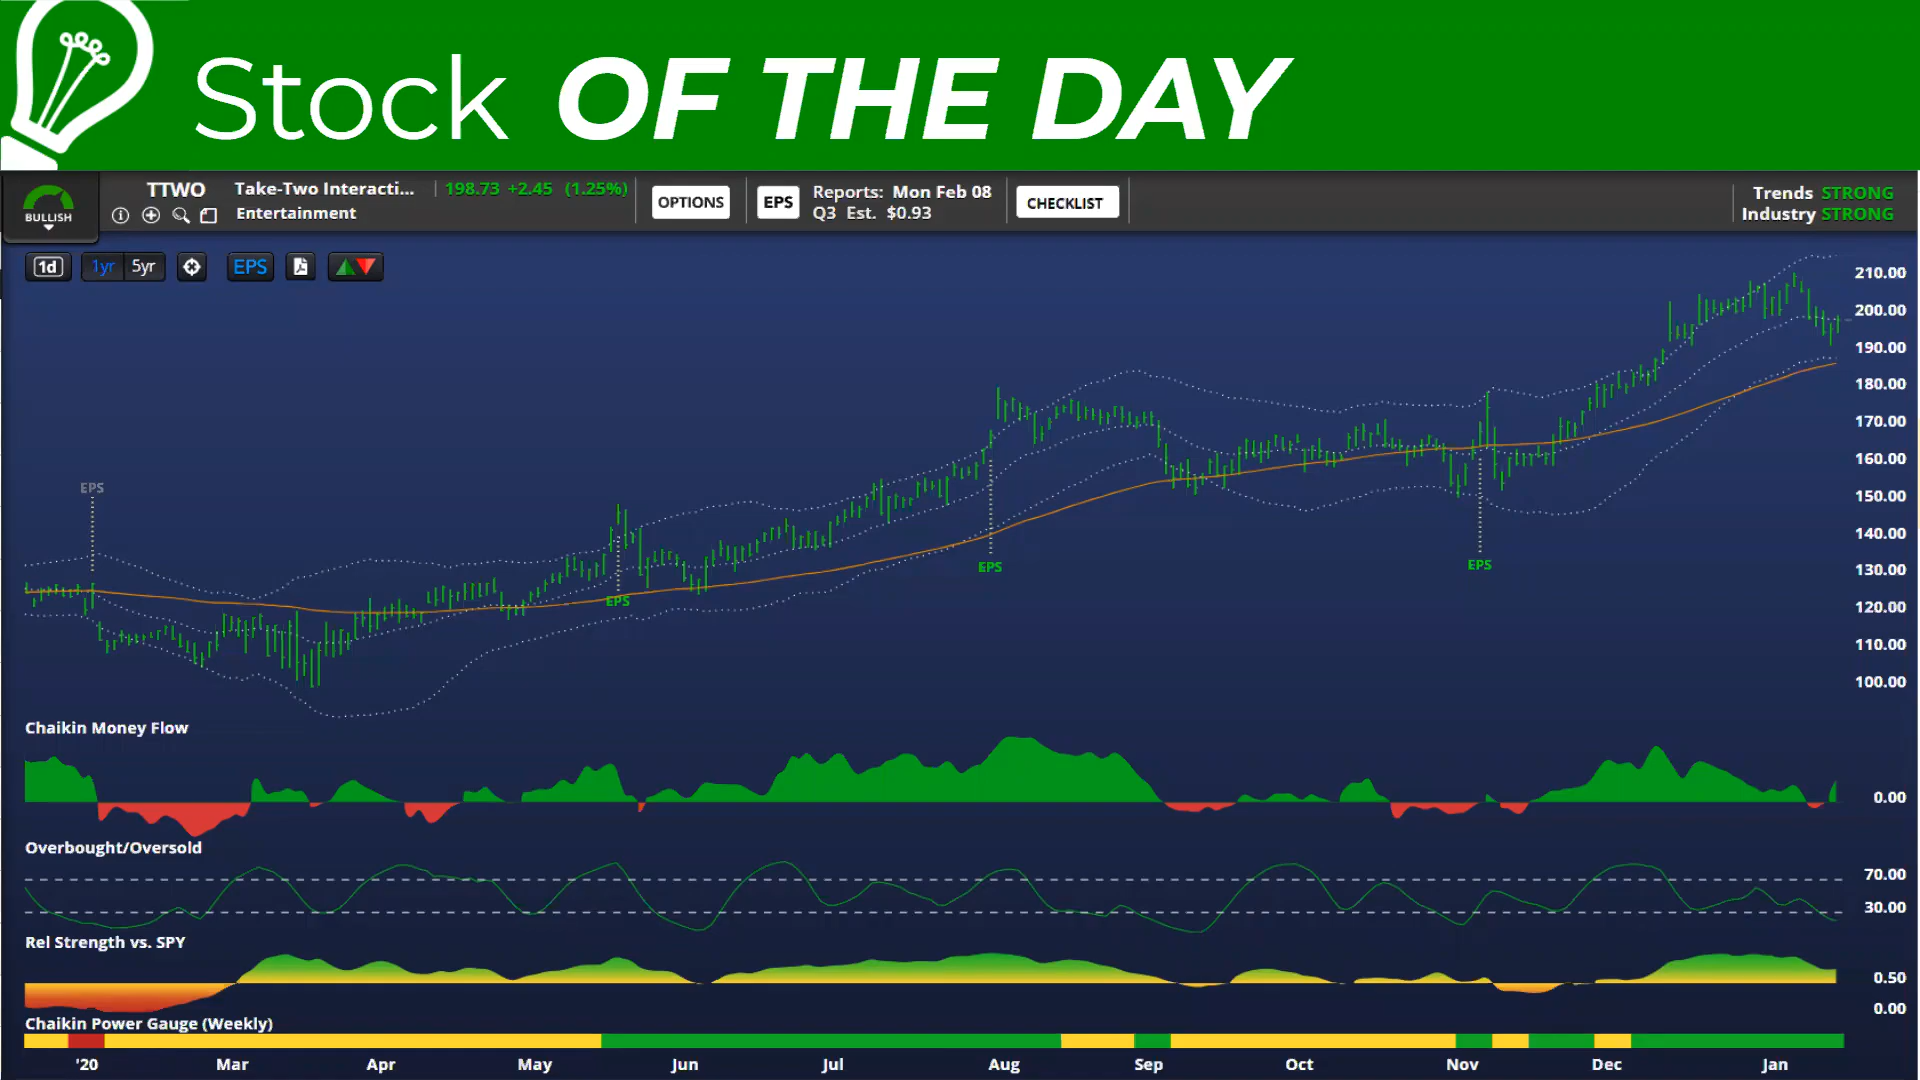 Stock OF THE DAY
BULLISH
TTWO Take-Two Interacti... 198.73 +2.45 (1.25%)
Entertainment
OPTIONS
EPS
Reports: Mon Feb 08
Q3 Est. $0.93
CHECKLIST
Trends STRONG
Industry STRONG
1d
1yr 5yr
EPS
210.00
200.00
190.00
180.00
170.00
160.00
150.00
140.00
130.00
120.00
110.00
100.00
EPS
EPS
EPS
EPS
Chaikin Money Flow
0.00
Overbought/Oversold
70.00
30.00
Rel Strength vs. SPY
0.50
0.00
Chaikin Power Gauge (Weekly)
'20 Mar Apr May Jun Jul Aug Sep Oct Nov Dec Jan